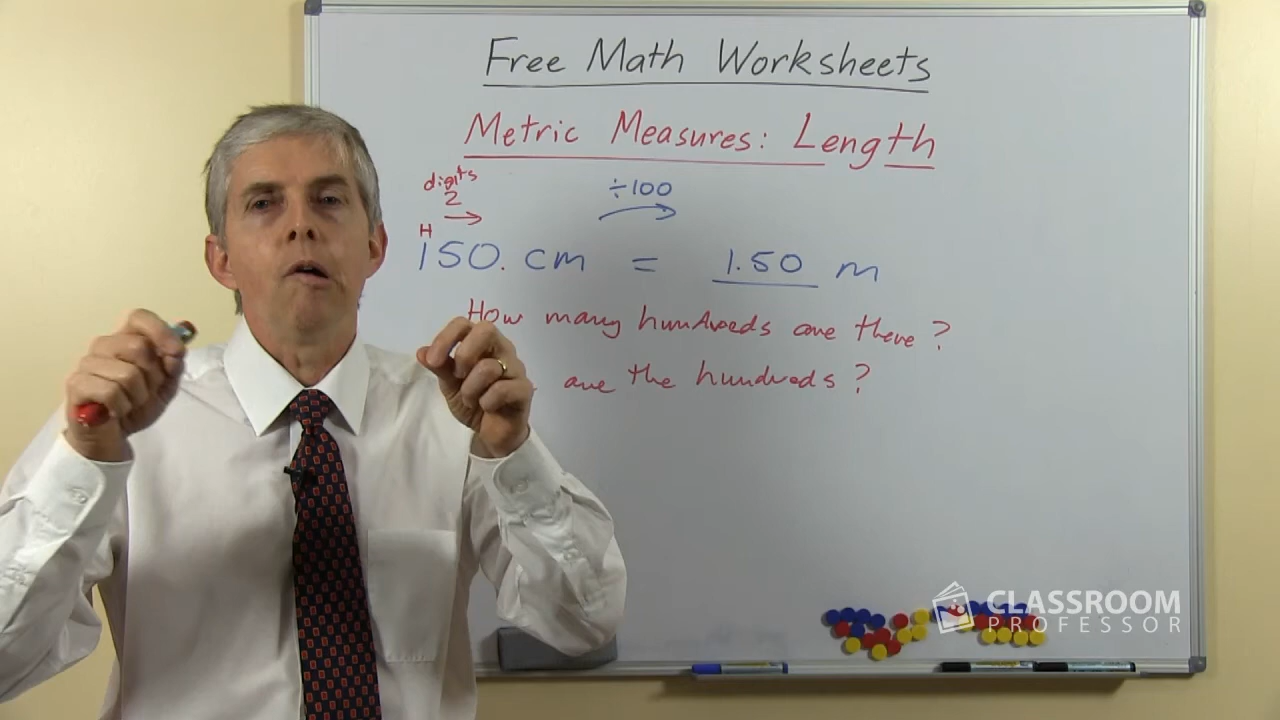 Free Math Worksheets
Metric Measures: Length
digits
2
÷100
H
150. cm = 1.50 m
How many hundreds are there?
are the hundreds?
CLASSROOM
PROFESSOR